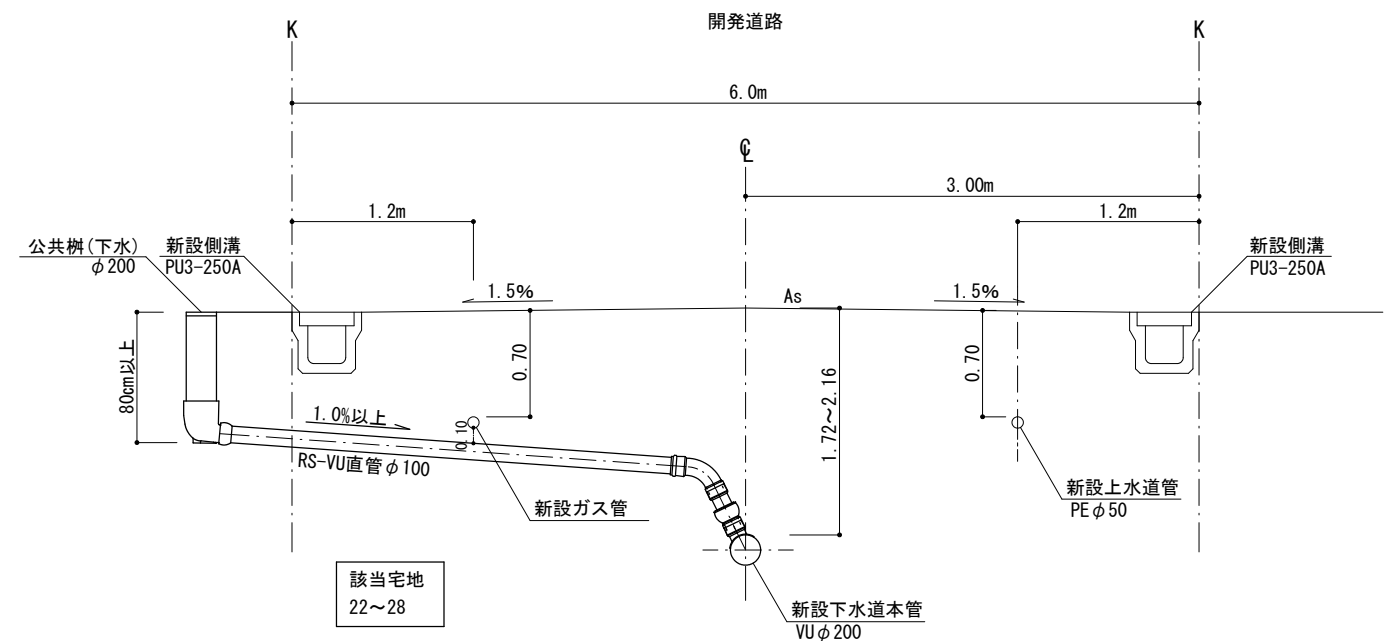 開発道路
K
K
6.0m
℄
3.00m
1.2m
1.2m
公共桝(下水)
φ200
新設側溝
PU3-250A
新設側溝
PU3-250A
1.5%
As
1.5%
80cm以上
0.70
0.70
1.72～2.16
1.0%以上
0.10
RS-VU直管φ100
新設ガス管
新設上水道管
PEφ50
該当宅地
22～28
新設下水道本管
VUφ200